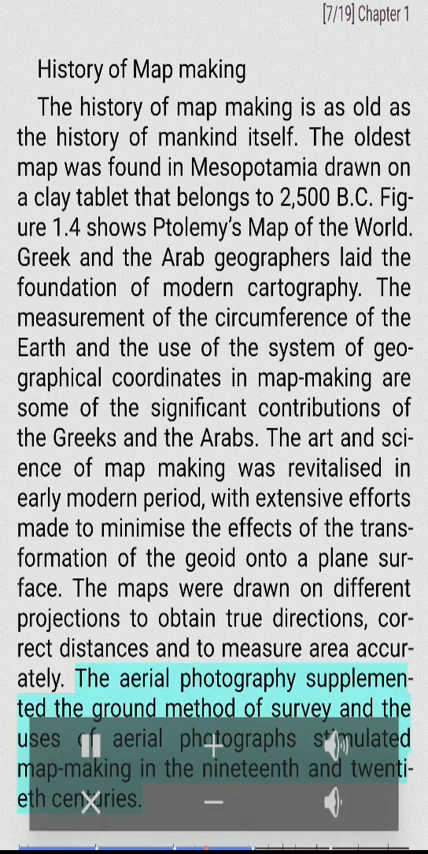 [7/19] Chapter 1
History of Map making
The history of map making is as old as
the history of mankind itself. The oldest
map was found in Mesopotamia drawn on
a clay tablet that belongs to 2,500 B.C. Fig-
ure 1.4 shows Ptolemy's Map of the World.
Greek and the Arab geographers laid the
foundation of modern cartography. The
measurement of the circumference of the
Earth and the use of the system of geo-
graphical coordinates in map-making are
some of the significant contributions of
the Greeks and the Arabs. The art and sci-
ence of map making was revitalised in
early modern period, with extensive efforts
made to minimise the effects of the trans-
formation of the geoid onto a plane sur-
face. The maps were drawn on different
projections to obtain true directions, cor-
rect distances and to measure area accur-
ately. The aerial photography supplemen-
ted the ground method of survey and the
uses of aerial photographs stimulated
map-making in the nineteenth and twenti-
eth centuries.